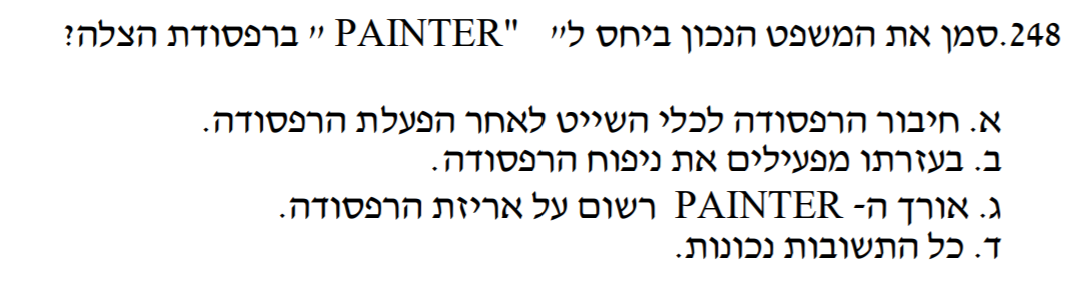 248.סמן את המשפט הנכון ביחס ל״ "PAINTER ״ ברפסודת הצלה?
א. חיבור הרפסודה לכלי השייט לאחר הפעלת הרפסודה.
ב. בעזרתו מפעילים את ניפוח הרפסודה.
ג. אורך ה- PAINTER רשום על אריזת הרפסודה.
ד. כל התשובות נכונות.